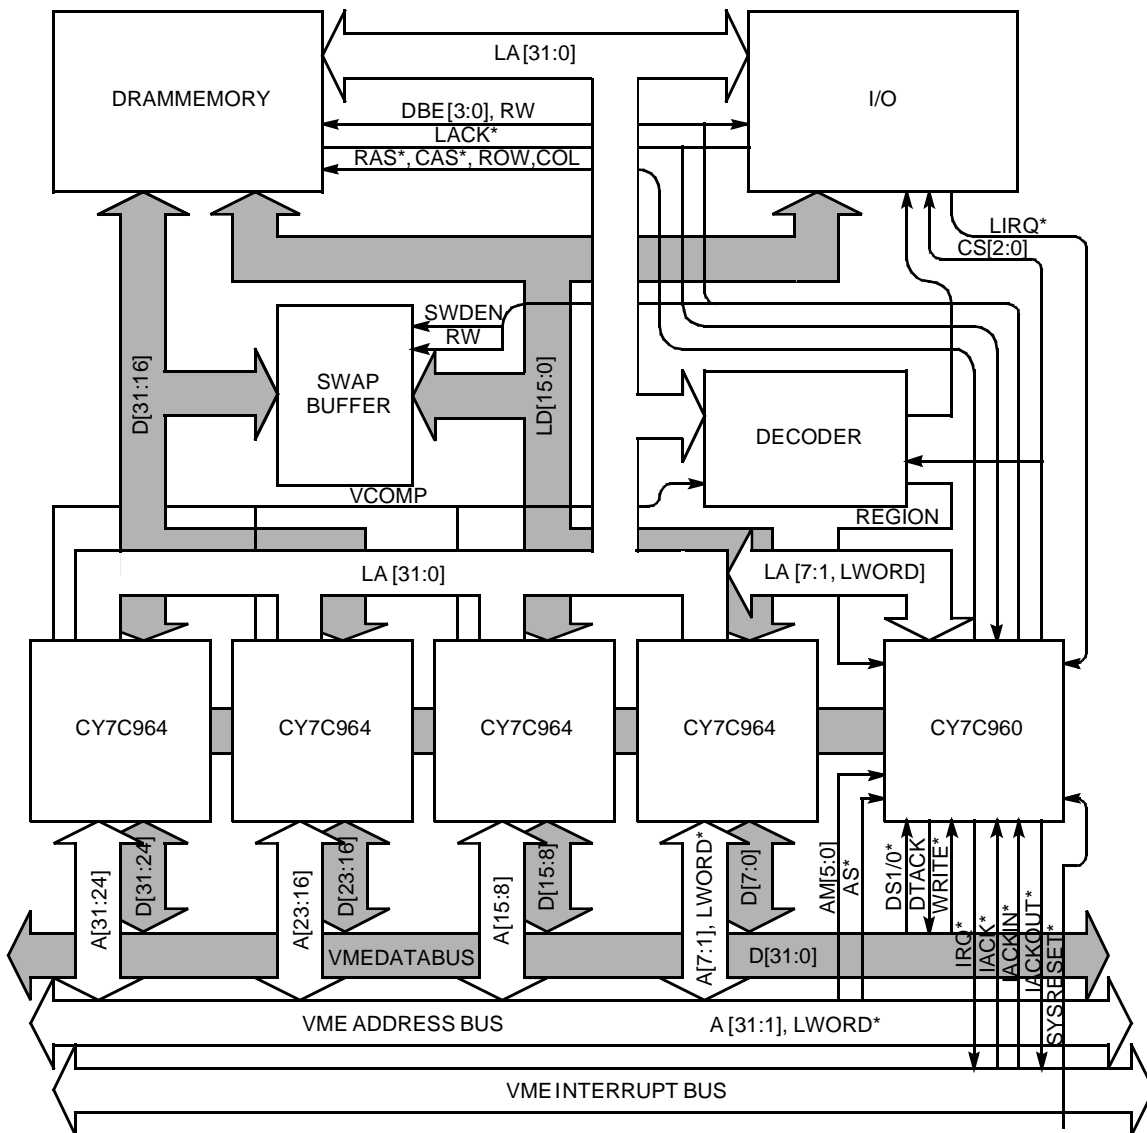 LA [31:0]
DRAMMEMORY
I/O
DBE [3:0], RW
LACK*
RAS*, CAS*, ROW,COL
LIRQ*
CS[2:0]
SWDEN
RW
D[31:16]
SWAP
BUFFER
LD[15:0]
DECODER
VCOMP
REGION
LA [31:0]
LA [7:1, LWORD]
CY7C964
CY7C964
CY7C964
CY7C964
CY7C960
A[31:24]
D[31:24]
A[23:16]
D[23:16]
A[15:8]
D[15:8]
A[7:1], LWORD*
D[7:0]
AM[5:0]
AS*
DS1/0*
DTACK
WRITE*
IRQ*
IACK*
IACKIN*
IACKOUT*
SYSRESET*
VMEDATABUS
D[31:0]
VME ADDRESS BUS
A [31:1], LWORD*
VME INTERRUPT BUS